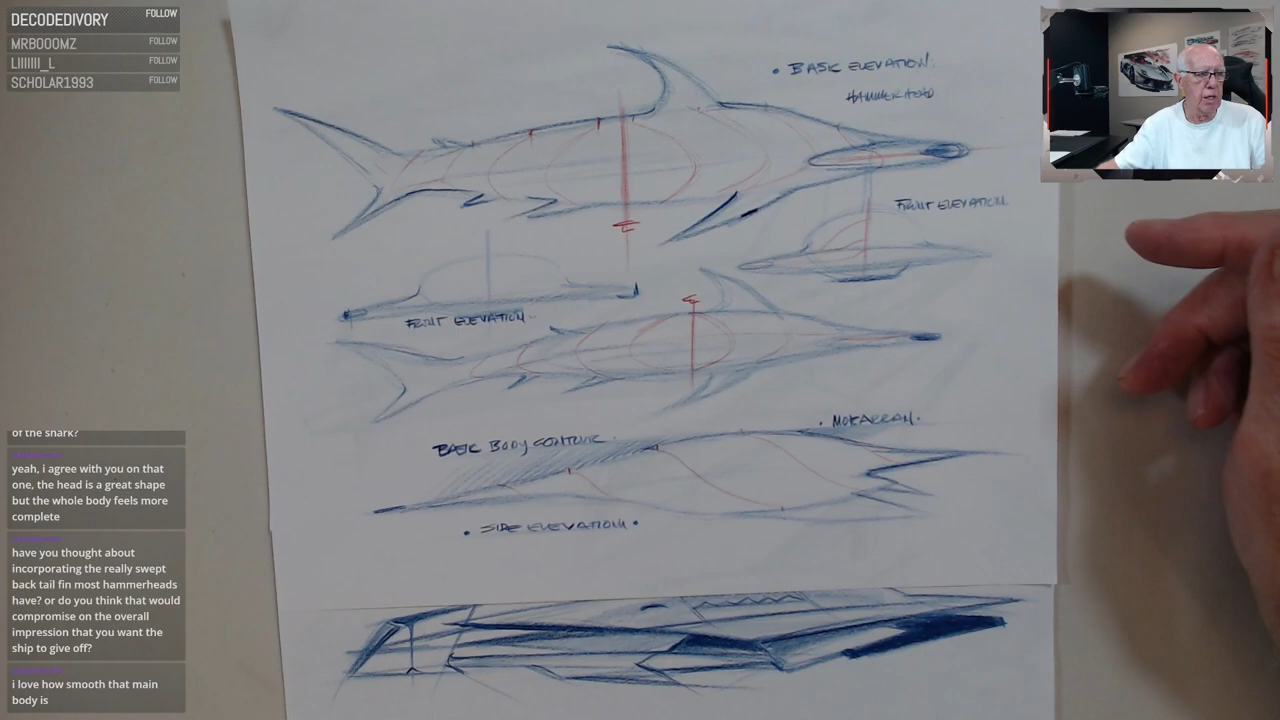 DECODEDIVORY FOLLOW
MRBOOOMZ FOLLOW
LIIIIIII_L FOLLOW
SCHOLAR1993 FOLLOW
• BASIC ELEVATION.
HAMMERHEAD
FRONT ELEVATION
FRONT ELEVATION.
• MOKARRAN.
BASIC BODY CONTOUR.
• SIDE ELEVATION •
of the shark?
yeah, i agree with you on that
one, the head is a great shape
but the whole body feels more
complete
have you thought about
incorporating the really swept
back tail fin most hammerheads
have? or do you think that would
compromise on the overall
impression that you want the
ship to give off?
i love how smooth that main
body is